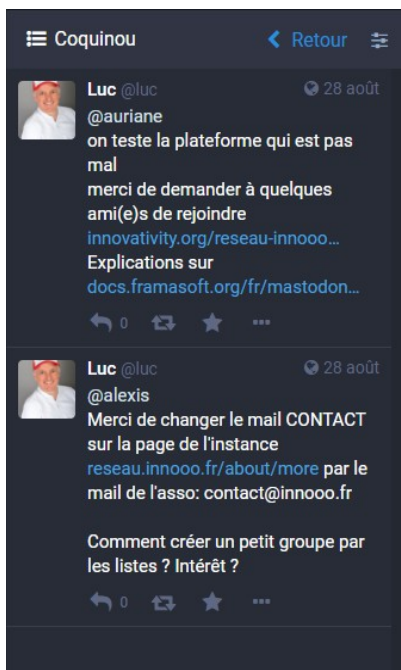 Coquinou
Retour
Luc @luc 28 août
@auriane
on teste la plateforme qui est pas
mal
merci de demander à quelques
ami(e)s de rejoindre
innovativity.org/reseau-innooo…
Explications sur
docs.framasoft.org/fr/mastodon…
0
Luc @luc 28 août
@alexis
Merci de changer le mail CONTACT
sur la page de l'instance
reseau.innooo.fr/about/more par le
mail de l'asso: contact@innooo.fr
Comment créer un petit groupe par
les listes ? Intérêt ?
0